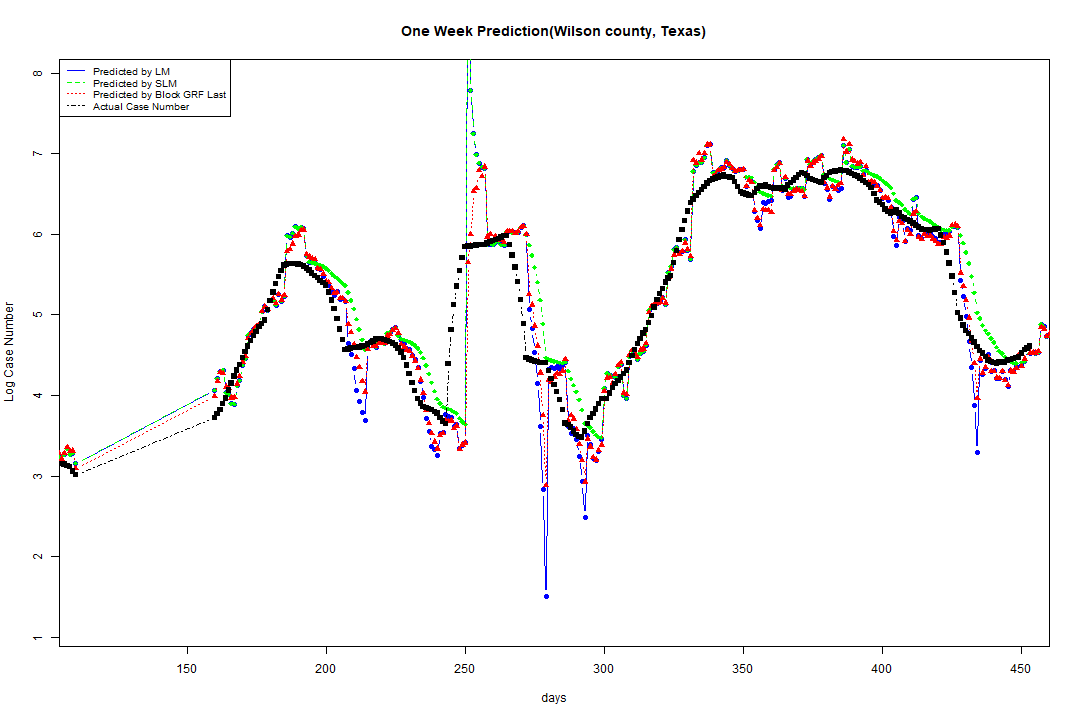 One Week Prediction(Wilson county, Texas)
Predicted by LM
Predicted by SLM
Predicted by Block GRF Last
Actual Case Number
Log Case Number
8
7
6
5
4
3
2
1
150 200 250 300 350 400 450
days